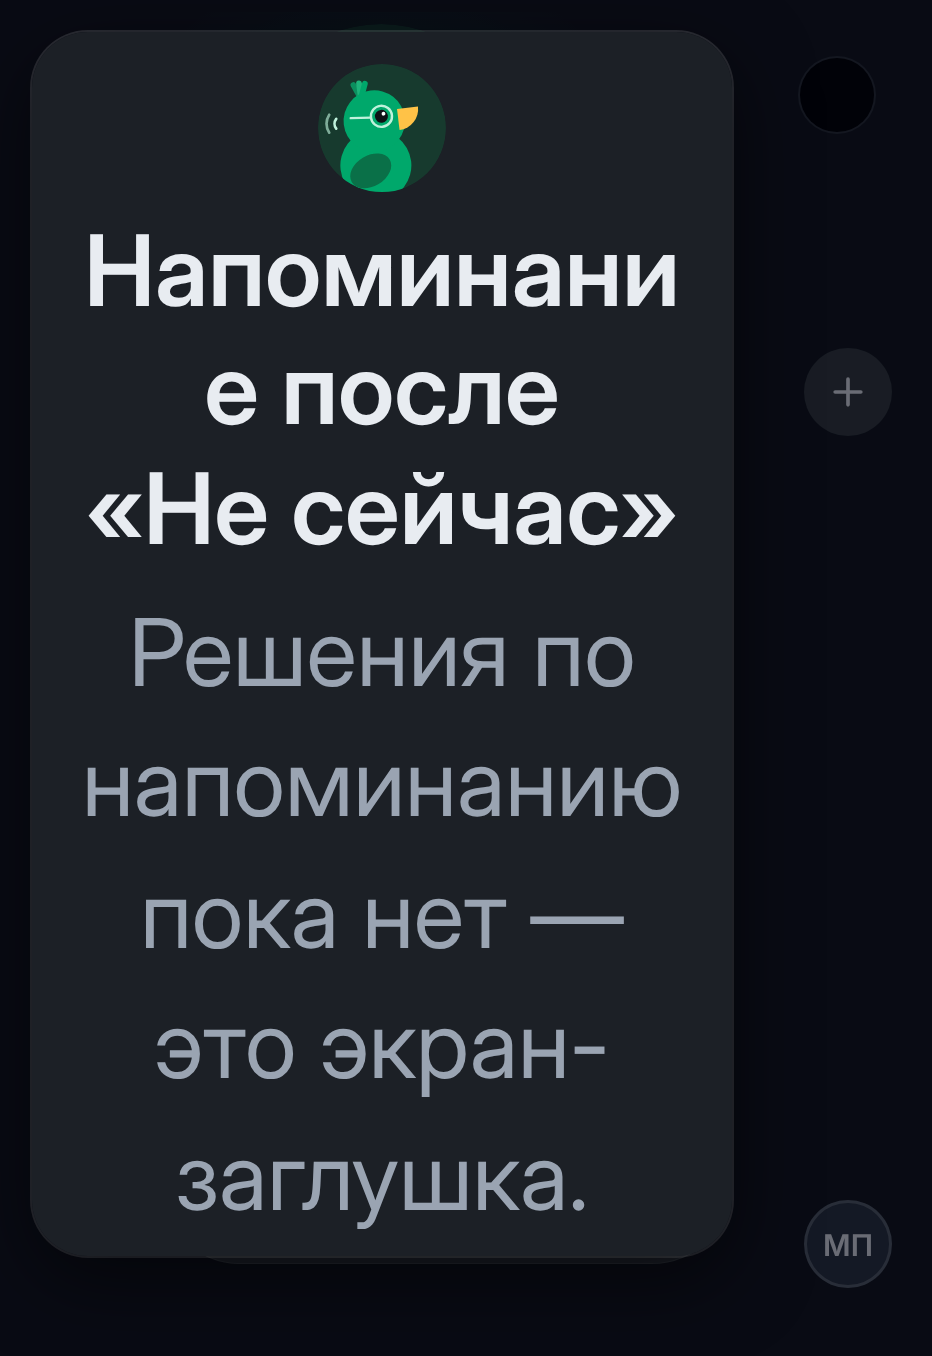 Напоминани
е после
«Не сейчас»
Решения по
напоминанию
пока нет —
это экран-
заглушка.
МП